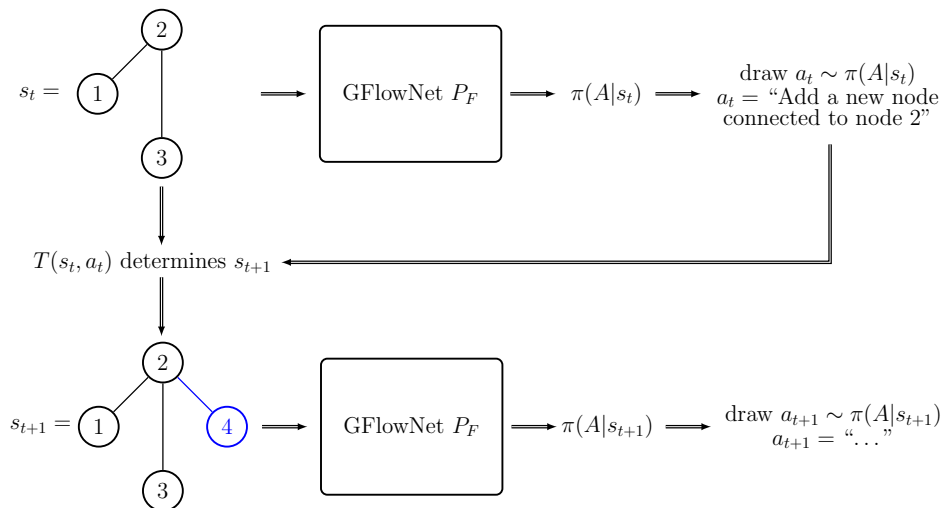 2
s_t =
1
3
GFlowNet P_F
π(A|s_t)
draw a_t ∼ π(A|s_t)
a_t = “Add a new node
connected to node 2”
T(s_t, a_t) determines s_{t+1}
2
s_{t+1} =
1
4
3
GFlowNet P_F
π(A|s_{t+1})
draw a_{t+1} ∼ π(A|s_{t+1})
a_{t+1} = “…”